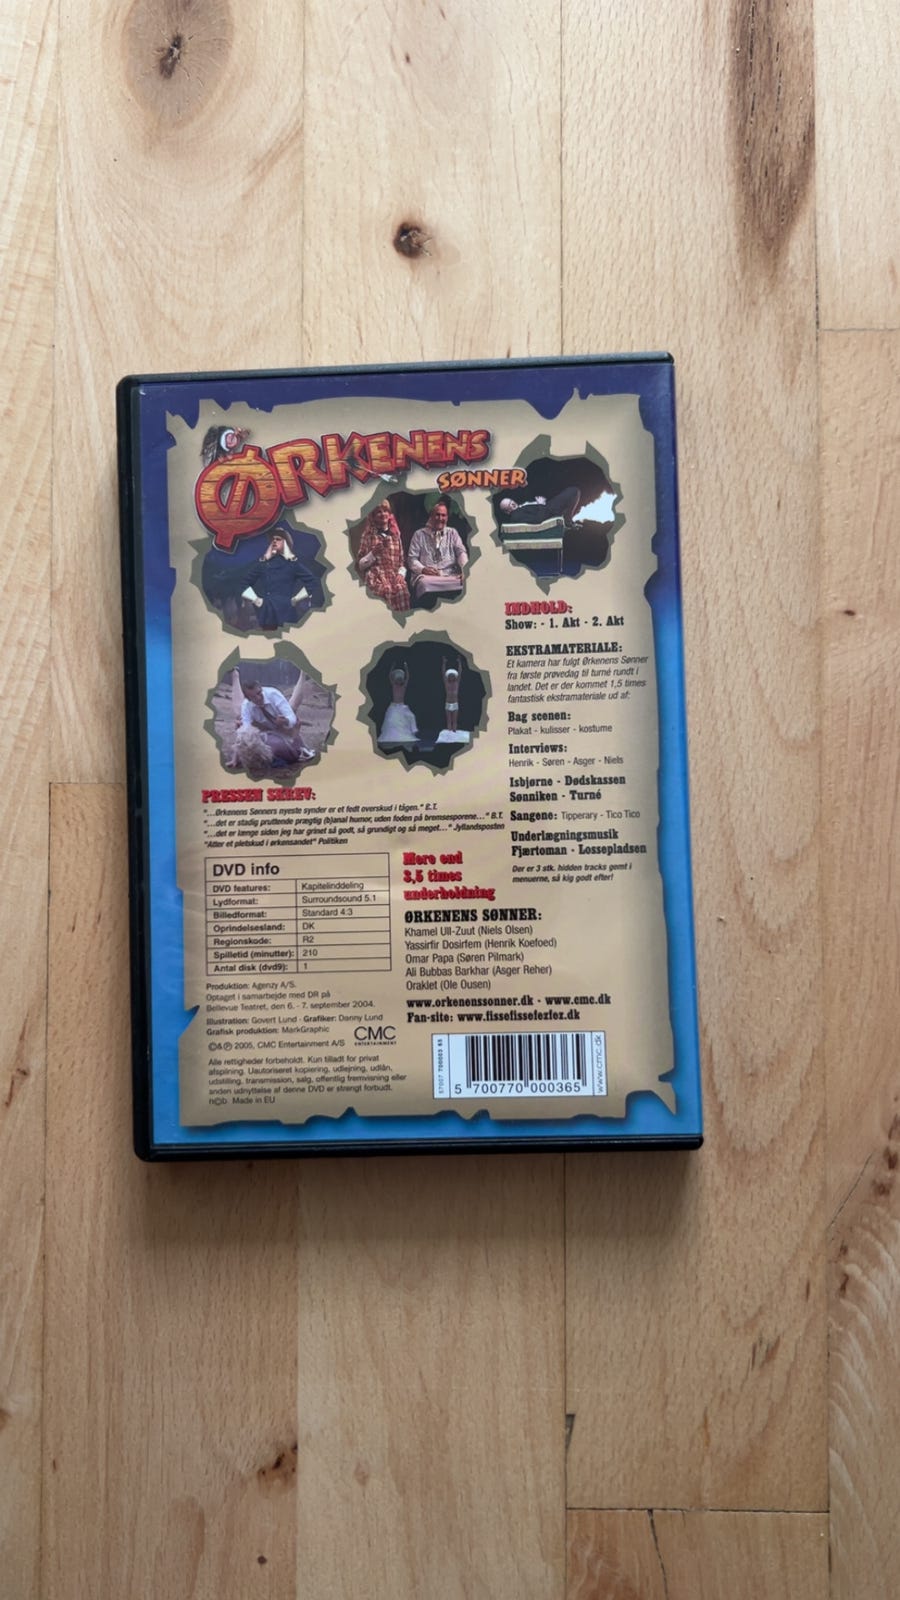 ØRKENENS
SØNNER
INDHOLD:
Show: - 1. Akt - 2. Akt
EKSTRAMATERIALE:
Et kamera har fulgt Ørkenens Sønner
fra første prøvedag til turné rundt i
landet. Det er der kommet 1,5 times
fantastisk ekstramateriale ud af:
Bag scenen:
Plakat - kulisser - kostume
Interviews:
Henrik - Søren - Asger - Niels
Isbjørne - Dødskassen
Sønniken - Turné
Sangene: Tipperary - Tico Tico
Underlægningsmusik
Fjærtoman - Lossepladsen
Der er 3 stk. hidden tracks gemt i
menuerne, så kig godt efter!
PRESSEN SKREV:
"...Ørkenens Sønners nyeste synder er et fedt overskud i tågen." E.T.
"...det er stadig pruttende prægtig (b)anal humor, uden foden på bremsesporene..." B.T.
"...det er længe siden jeg har grinet så godt, så grundigt og så meget..." Jyllandsposten
"Atter et pletskud i ørkensandet" Politiken
DVD info
DVD features: Kapitelinddeling
Lydformat: Surroundsound 5.1
Billedformat: Standard 4:3
Oprindelsesland: DK
Regionskode: R2
Spilletid (minutter): 210
Antal disk (dvd9): 1
Mere end
3,5 times
underholdning
ØRKENENS SØNNER:
Khamel Ull-Zuut (Niels Olsen)
Yassirfir Dosirfem (Henrik Koefoed)
Omar Papa (Søren Pilmark)
Ali Bubbas Barkhar (Asger Reher)
Oraklet (Ole Ousen)
www.orkenenssonner.dk - www.cmc.dk
Fan-site: www.fissefissefezfez.dk
Produktion: Agenzy A/S.
Optaget i samarbejde med DR på
Bellevue Teatret, den 6. - 7. september 2004.
Illustration: Govert Lund - Grafiker: Danny Lund
Grafisk produktion: MarkGraphic
©&℗ 2005, CMC Entertainment A/S
CMC
ENTERTAINMENT
Alle rettigheder forbeholdt. Kun tilladt for privat
afspilning. Uautoriseret kopiering, udlejning, udlån,
udstilling, transmission, salg, offentlig fremvisning eller
anden udnyttelse af denne DVD er strengt forbudt.
n©b. Made in EU
5 700770 000365
www.cmc.dk